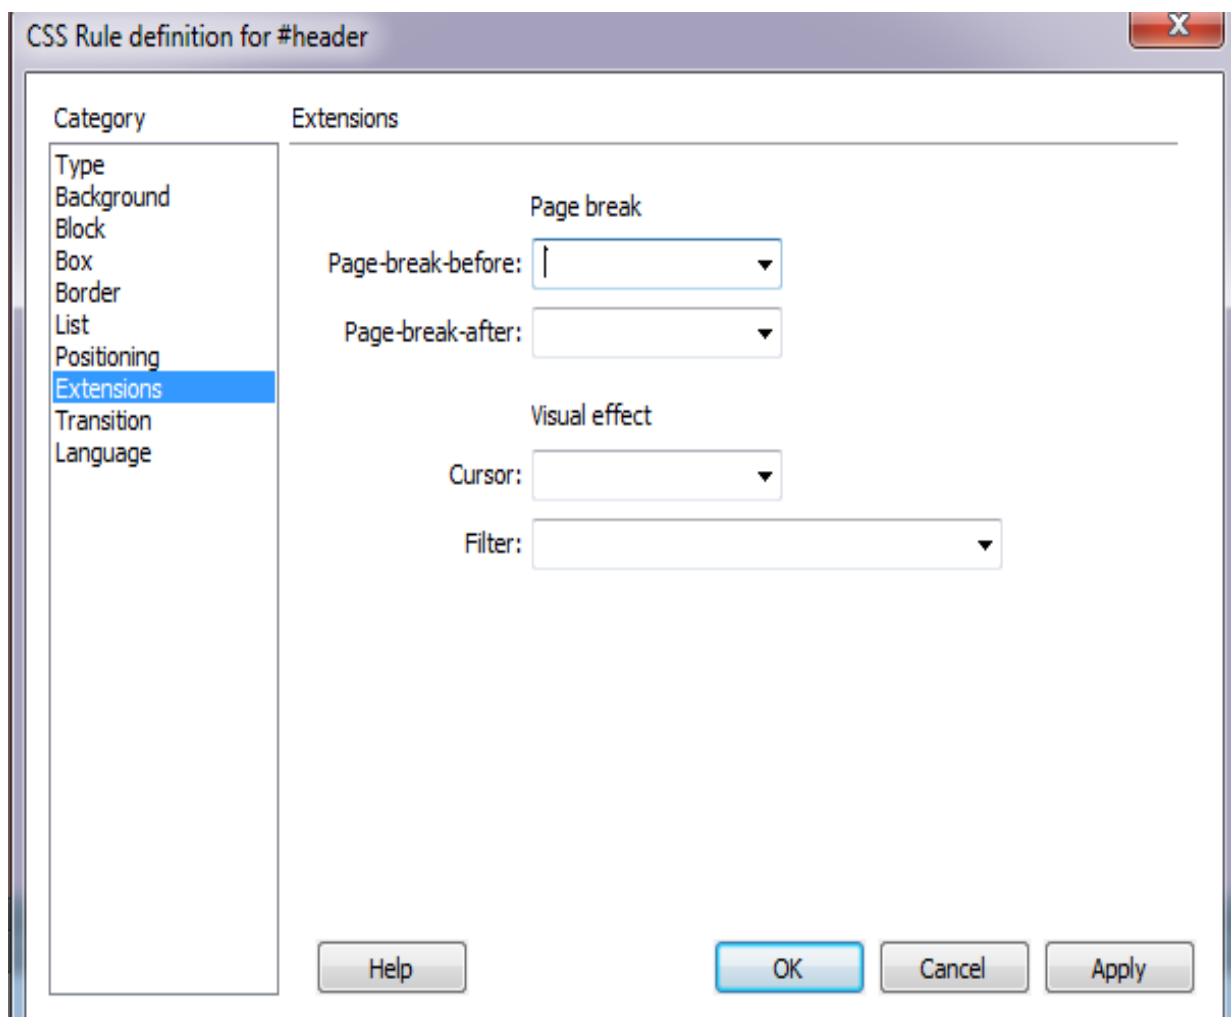 CSS Rule definition for #header
X
Category
Extensions
Type
Background
Block
Box
Border
List
Positioning
Extensions
Transition
Language
Page break
Page-break-before:
Page-break-after:
Visual effect
Cursor:
Filter:
Help
OK
Cancel
Apply